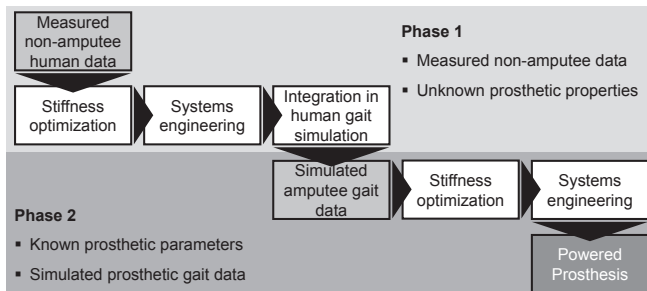 Measured
non-amputee
human data
Phase 1
▪ Measured non-amputee data
▪ Unknown prosthetic properties
Stiffness
optimization
Systems
engineering
Integration in
human gait
simulation
Simulated
amputee gait
data
Stiffness
optimization
Systems
engineering
Phase 2
▪ Known prosthetic parameters
▪ Simulated prosthetic gait data
Powered
Prosthesis